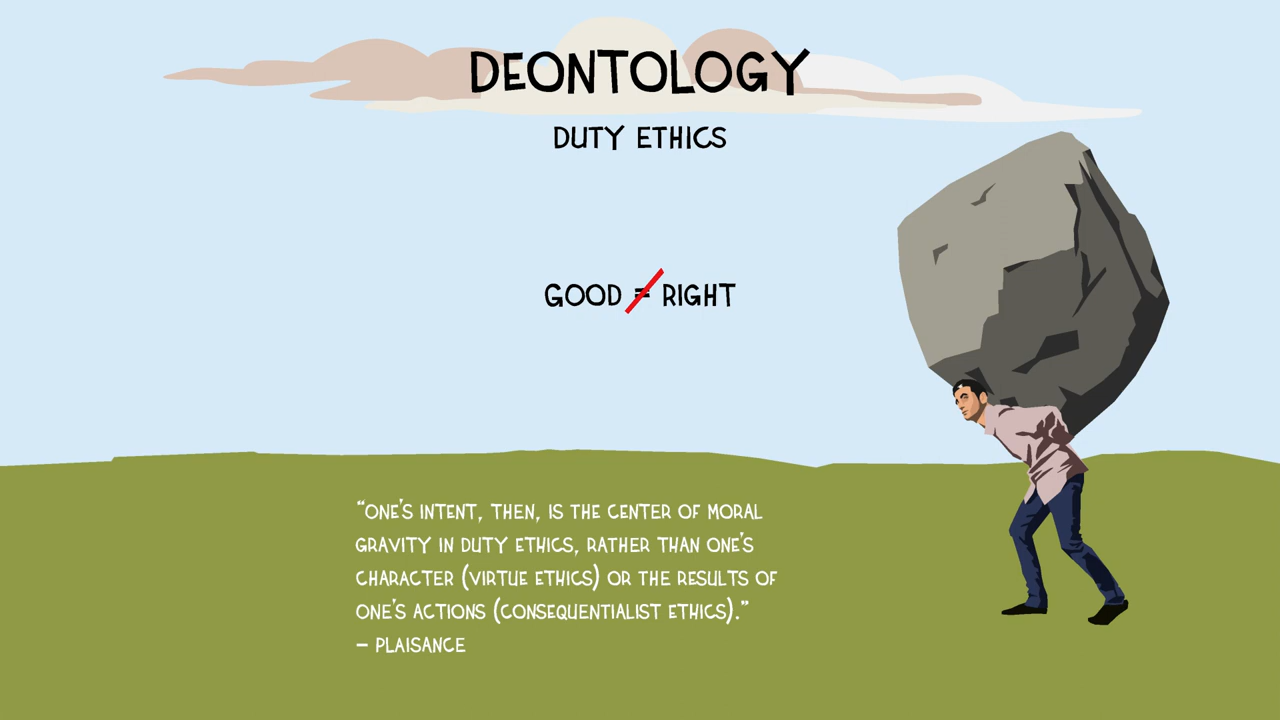 DEONTOLOGY
DUTY ETHICS
GOOD ≠ RIGHT
“ONE'S INTENT, THEN, IS THE CENTER OF MORAL
GRAVITY IN DUTY ETHICS, RATHER THAN ONE'S
CHARACTER (VIRTUE ETHICS) OR THE RESULTS OF
ONE'S ACTIONS (CONSEQUENTIALIST ETHICS).”
– PLAISANCE